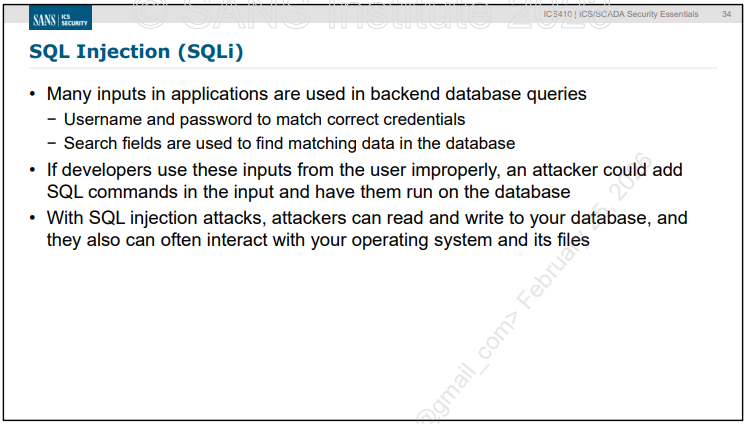 © SANS Institute 2026
SANS | ICS SECURITY
ICS410 | ICS/SCADA Security Essentials 34
SQL Injection (SQLi)
• Many inputs in applications are used in backend database queries
– Username and password to match correct credentials
– Search fields are used to find matching data in the database
• If developers use these inputs from the user improperly, an attacker could add
SQL commands in the input and have them run on the database
• With SQL injection attacks, attackers can read and write to your database, and
they also can often interact with your operating system and its files
@gmail_com> February 25, 2026